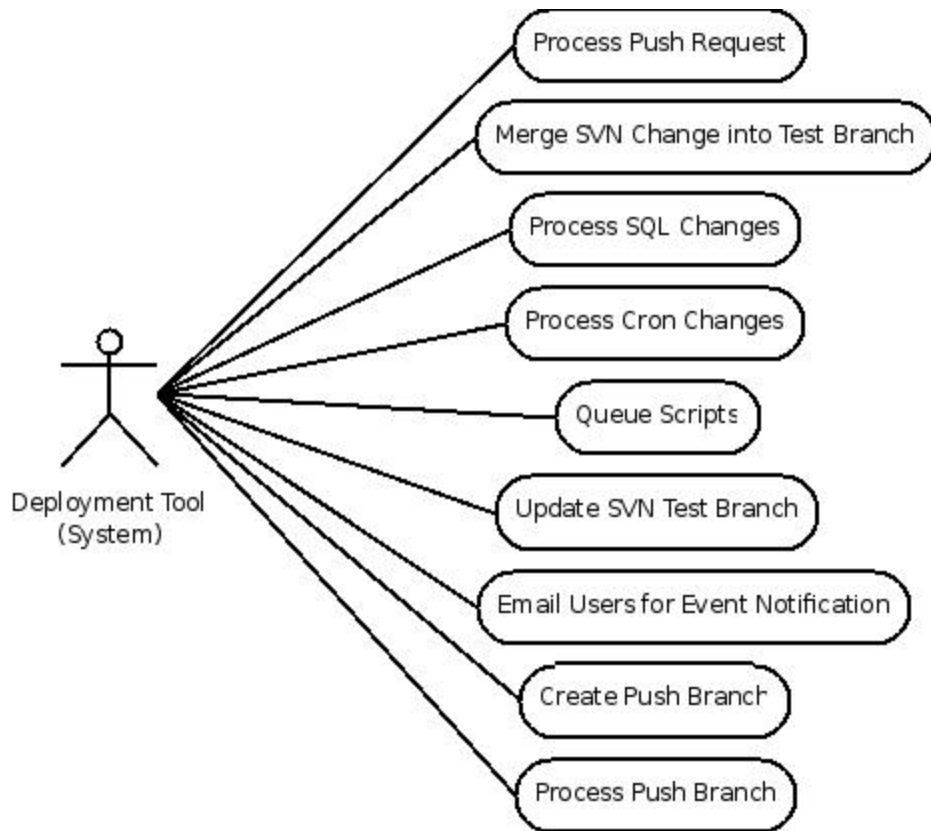 Process Push Request
Merge SVN Change into Test Branch
Process SQL Changes
Process Cron Changes
Queue Scripts
Deployment Tool
(System)
Update SVN Test Branch
Email Users for Event Notification
Create Push Branch
Process Push Branch